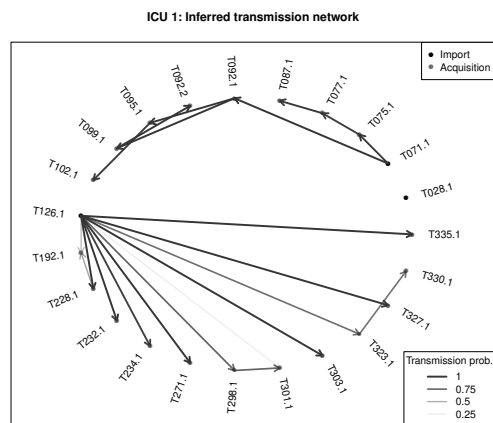 ICU 1: Inferred transmission network
Import
Acquisition
T092.1
T087.1
T092.2
T077.1
T095.1
T075.1
T099.1
T071.1
T102.1
T028.1
T126.1
T335.1
T192.1
T330.1
T228.1
T327.1
T232.1
T323.1
T234.1
T303.1
T271.1
T301.1
T298.1
Transmission prob.
1
0.75
0.5
0.25